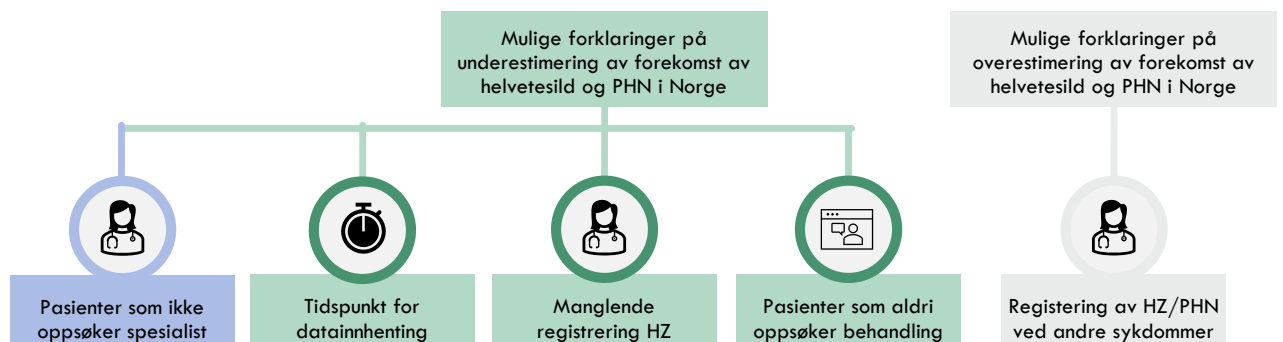 Mulige forklaringer på
underestimering av forekomst av
helvetesild og PHN i Norge
Mulige forklaringer på
overestimering av forekomst av
helvetesild og PHN i Norge
Pasienter som ikke
oppsøker spesialist
Tidspunkt for
datainnhenting
Manglende
registrering HZ
Pasienter som aldri
oppsøker behandling
Registering av HZ/PHN
ved andre sykdommer